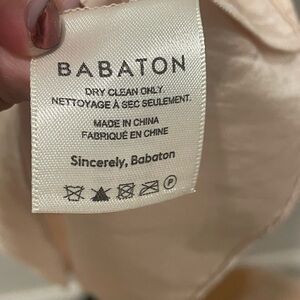 BABATON
DRY CLEAN ONLY.
NETTOYAGE À SEC SEULEMENT.
MADE IN CHINA
FABRIQUÉ EN CHINE
Sincerely, Babaton
P